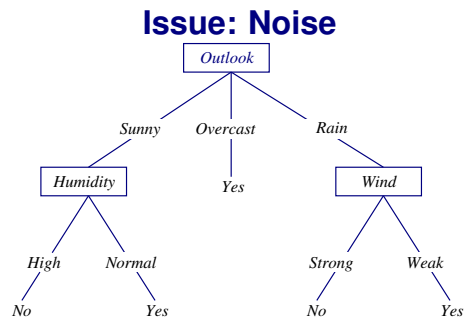 Issue: Noise
Outlook
Sunny Overcast Rain
Humidity Yes Wind
High Normal Strong Weak
No Yes No Yes